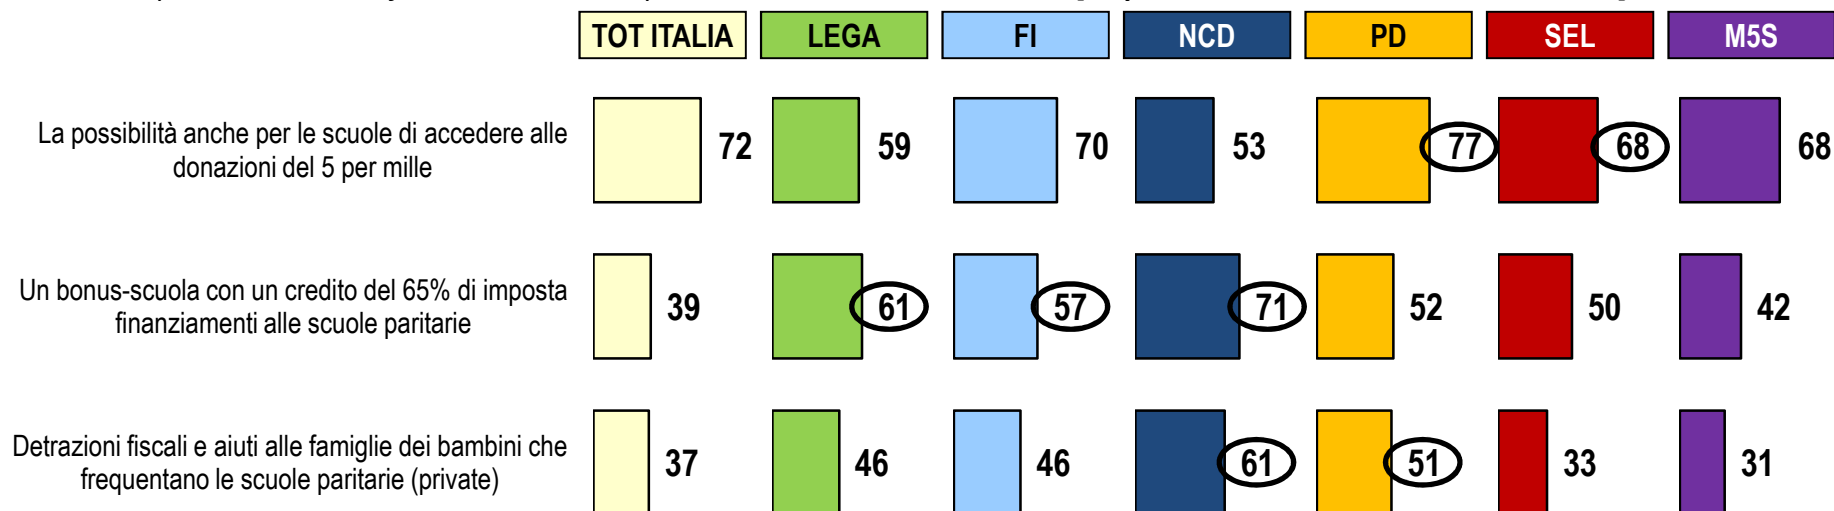 TOT ITALIA LEGA FI NCD PD SEL M5S
La possibilità anche per le scuole di accedere alle
donazioni del 5 per mille
72 59 70 53 77 68 68
Un bonus-scuola con un credito del 65% di imposta
finanziamenti alle scuole paritarie
39 61 57 71 52 50 42
Detrazioni fiscali e aiuti alle famiglie dei bambini che
frequentano le scuole paritarie (private)
37 46 46 61 51 33 31